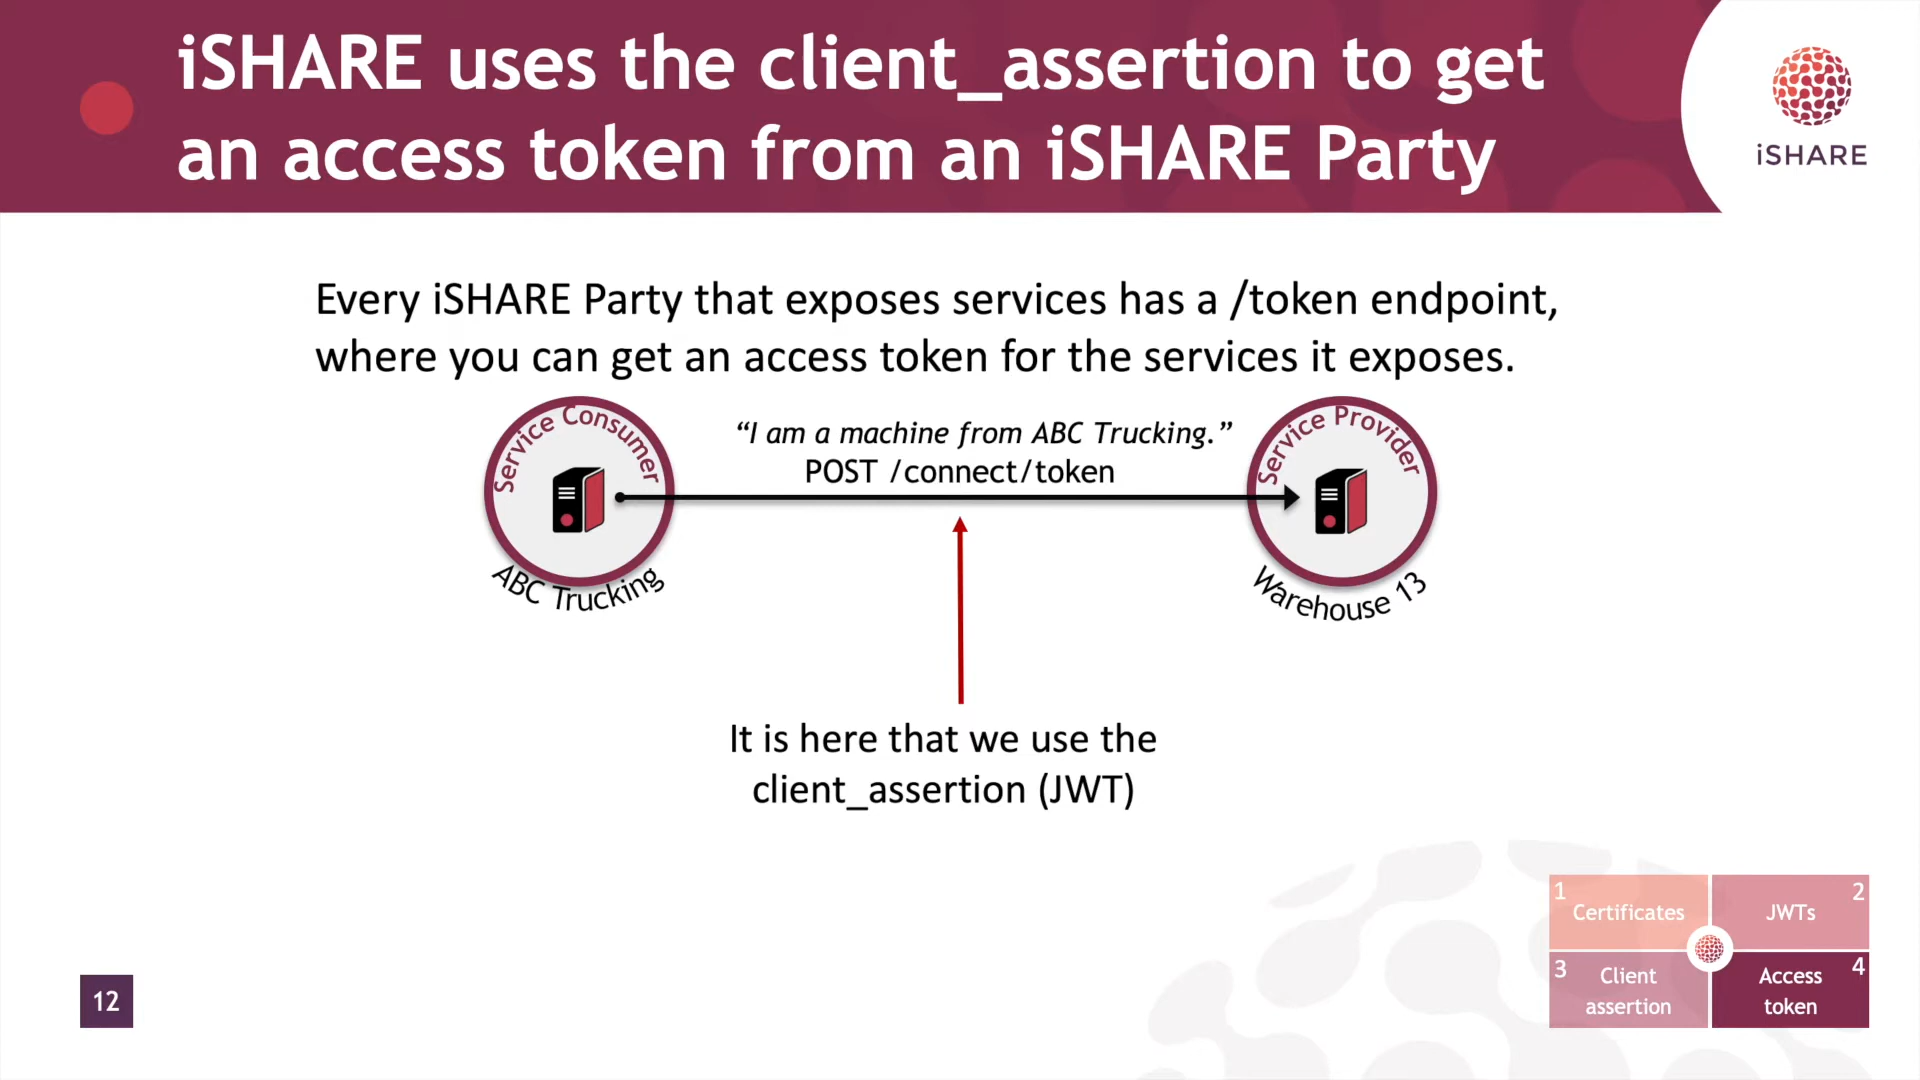 iSHARE uses the client_assertion to get
an access token from an iSHARE Party
iSHARE
Every iSHARE Party that exposes services has a /token endpoint,
where you can get an access token for the services it exposes.
Service Consumer
ABC Trucking
“I am a machine from ABC Trucking.”
POST /connect/token
Service Provider
Warehouse 13
It is here that we use the
client_assertion (JWT)
1
Certificates
2
JWTs
3
Client
assertion
4
Access
token
12